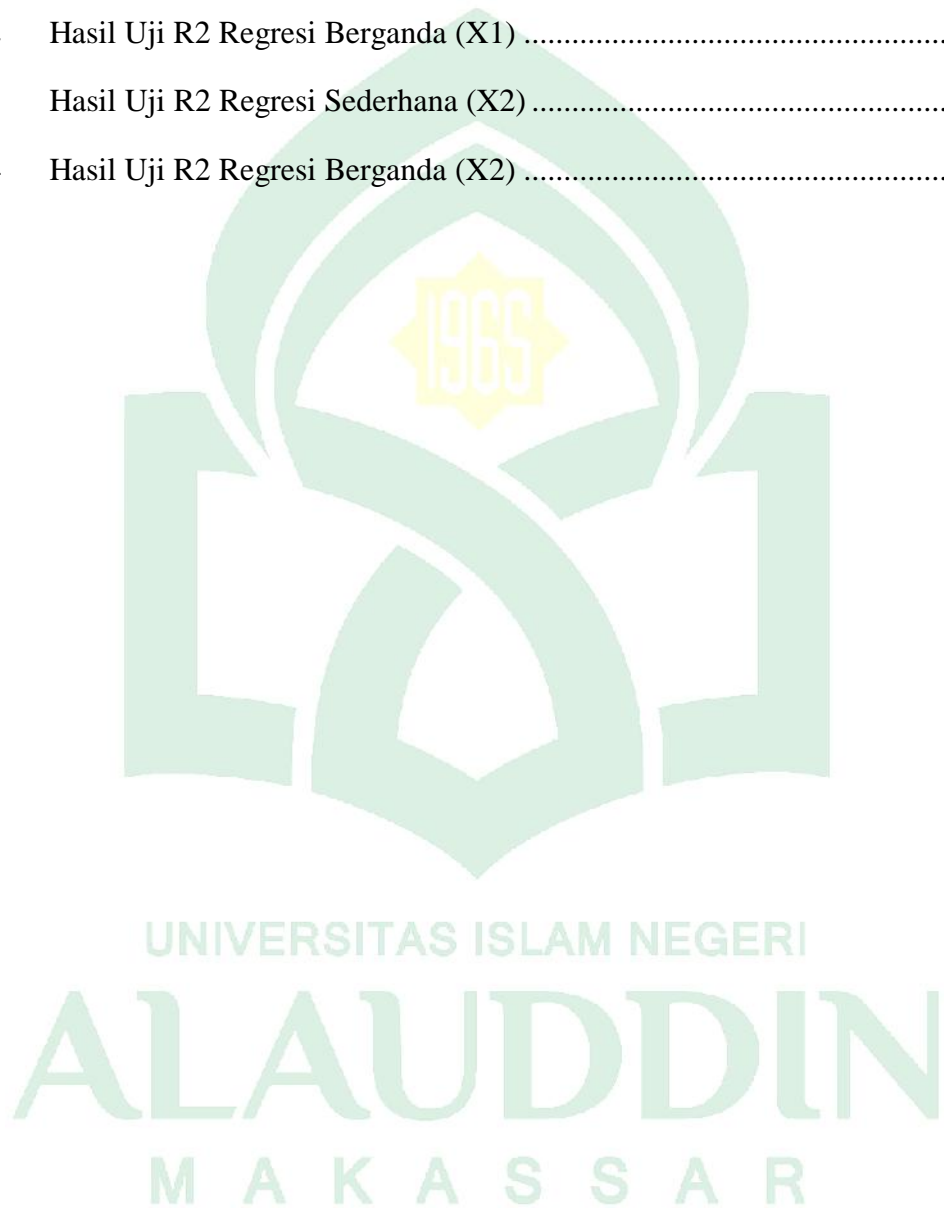 Hasil Uji R2 Regresi Berganda (X1) .....................................................
Hasil Uji R2 Regresi Sederhana (X2) ....................................................
Hasil Uji R2 Regresi Berganda (X2) .....................................................
1965
UNIVERSITAS ISLAM NEGERI
ALAUDDIN
MAKASSAR